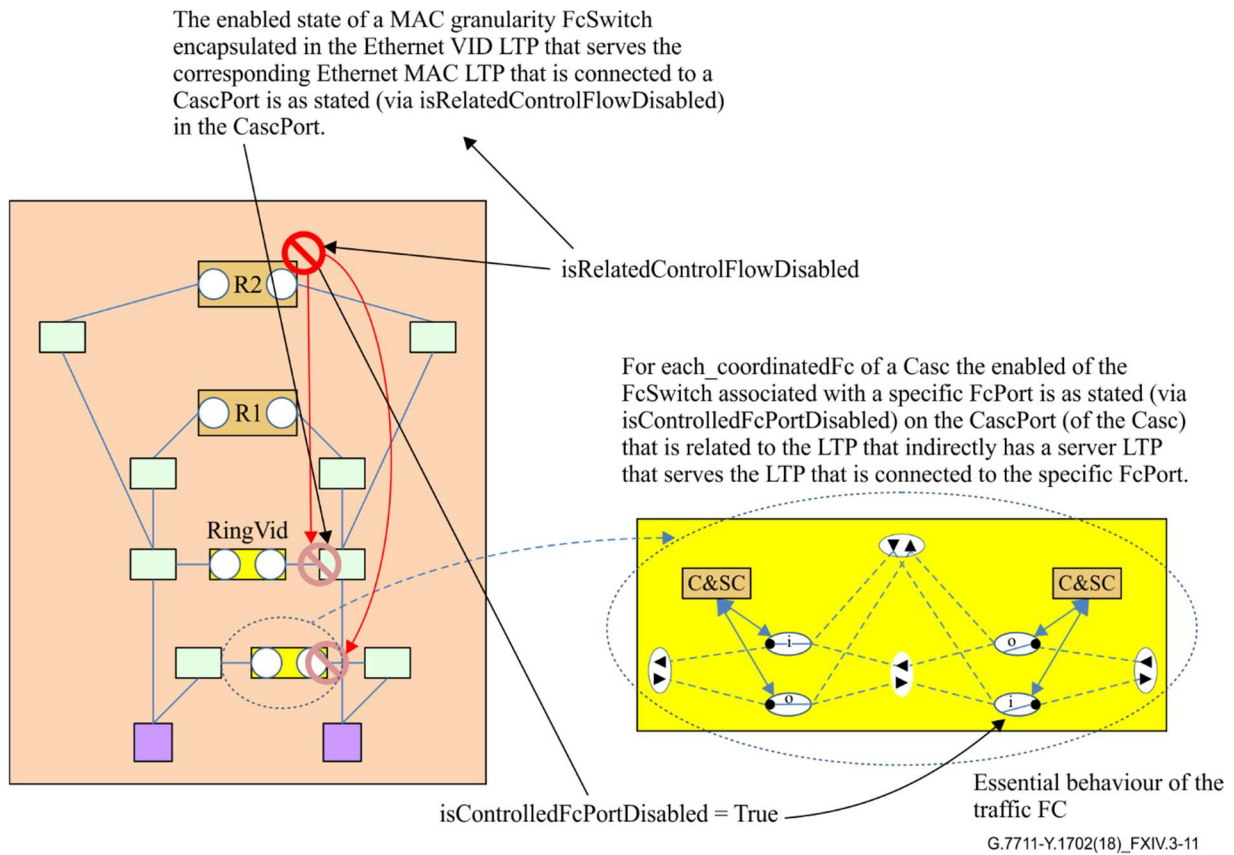 The enabled state of a MAC granularity FcSwitch
encapsulated in the Ethernet VID LTP that serves the
corresponding Ethernet MAC LTP that is connected to a
CascPort is as stated (via isRelatedControlFlowDisabled)
in the CascPort.
isRelatedControlFlowDisabled
R2
For each_coordinatedFc of a Casc the enabled of the
FcSwitch associated with a specific FcPort is as stated (via
isControlledFcPortDisabled) on the CascPort (of the Casc)
that is related to the LTP that indirectly has a server LTP
that serves the LTP that is connected to the specific FcPort.
R1
RingVid
C&SC
C&SC
i
o
o
i
isControlledFcPortDisabled = True
Essential behaviour of the
traffic FC
G.7711-Y.1702(18)_FXIV.3-11